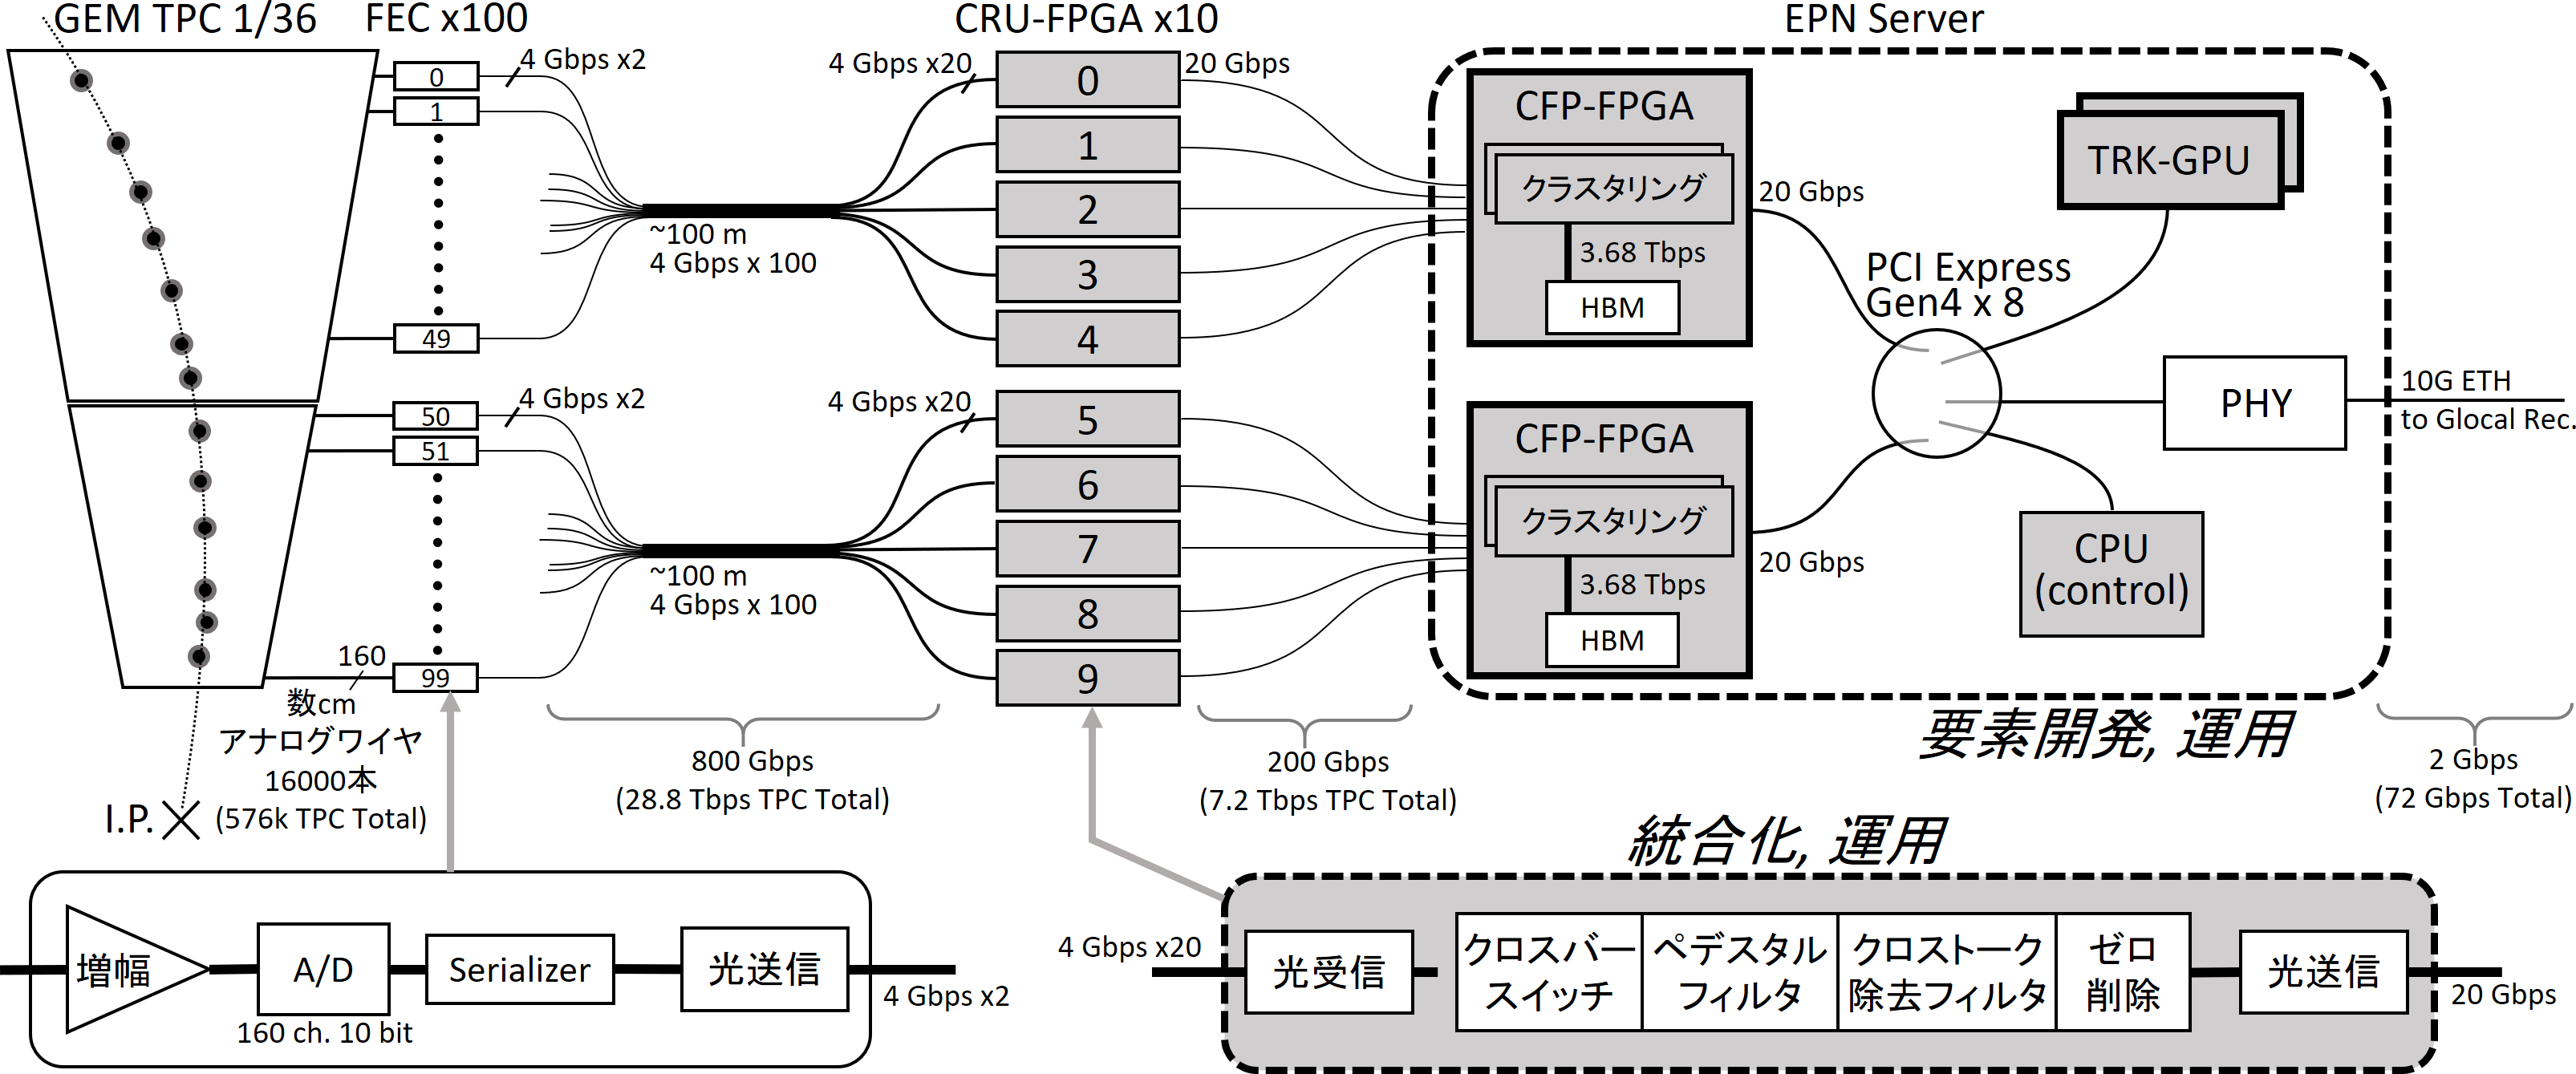 GEM TPC 1/36
FEC x100
CRU-FPGA x10
EPN Server
0
1
49
50
51
99
4 Gbps x2
4 Gbps x2
~100 m
4 Gbps x 100
~100 m
4 Gbps x 100
4 Gbps x20
4 Gbps x20
20 Gbps
0
1
2
3
4
5
6
7
8
9
CFP-FPGA
クラスタリング
3.68 Tbps
HBM
20 Gbps
CFP-FPGA
クラスタリング
3.68 Tbps
HBM
20 Gbps
TRK-GPU
PCI Express
Gen4 x 8
PHY
CPU
(control)
10G ETH
to Glocal Rec.
160
数cm
アナログワイヤ
16000本
(576k TPC Total)
I.P.
800 Gbps
(28.8 Tbps TPC Total)
200 Gbps
(7.2 Tbps TPC Total)
要素開発, 運用
2 Gbps
(72 Gbps Total)
統合化, 運用
増幅
A/D
160 ch. 10 bit
Serializer
光送信
4 Gbps x2
4 Gbps x20
光受信
クロスバー
スイッチ
ペデスタル
フィルタ
クロストーク
除去フィルタ
ゼロ
削除
光送信
20 Gbps